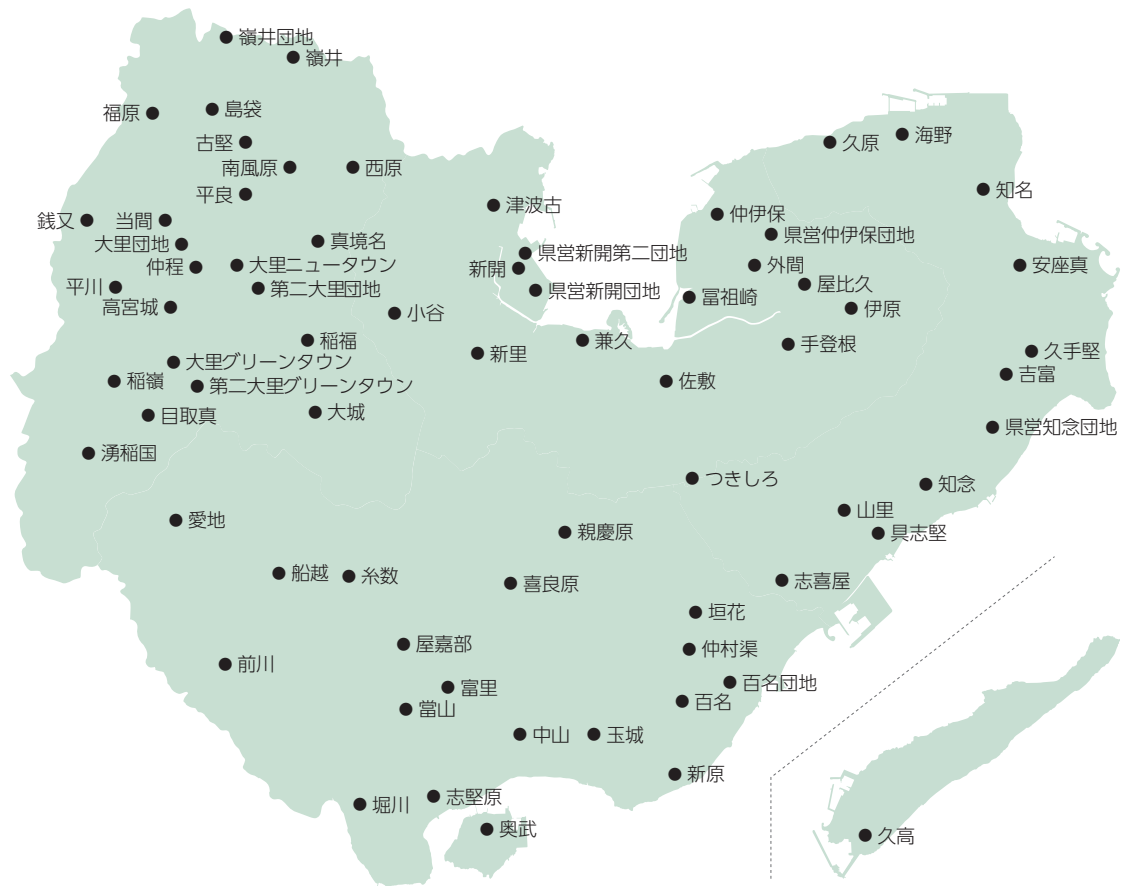 嶺井団地
嶺井
福原
島袋
古堅
南風原
西原
平良
銭又
当間
大里団地
真境名
仲程
大里ニュータウン
平川
第二大里団地
高宮城
小谷
稲福
大里グリーンタウン
稲嶺
第二大里グリーンタウン
目取真
大城
湧稲国
津波古
県営新開第二団地
新開
県営新開団地
新里
兼久
久原
海野
知名
仲伊保
県営仲伊保団地
外間
安座真
屋比久
冨祖崎
伊原
手登根
久手堅
吉富
佐敷
県営知念団地
つきしろ
知念
山里
具志堅
愛地
親慶原
船越
糸数
喜良原
志喜屋
垣花
屋嘉部
仲村渠
前川
富里
百名団地
百名
當山
中山
玉城
新原
志堅原
堀川
奥武
久高